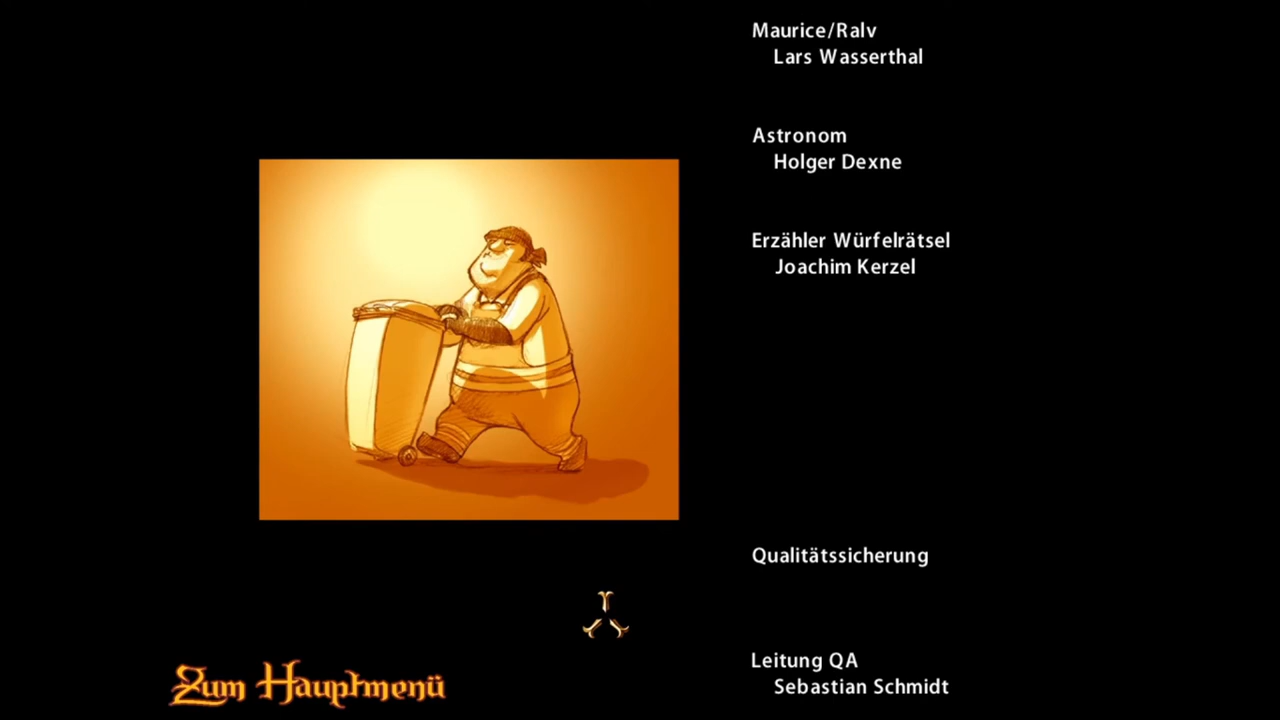 Maurice/Ralv
Lars Wasserthal
Astronom
Holger Dexne
Erzähler Würfelrätsel
Joachim Kerzel
Qualitätssicherung
Leitung QA
Sebastian Schmidt
Zum Hauptmenü